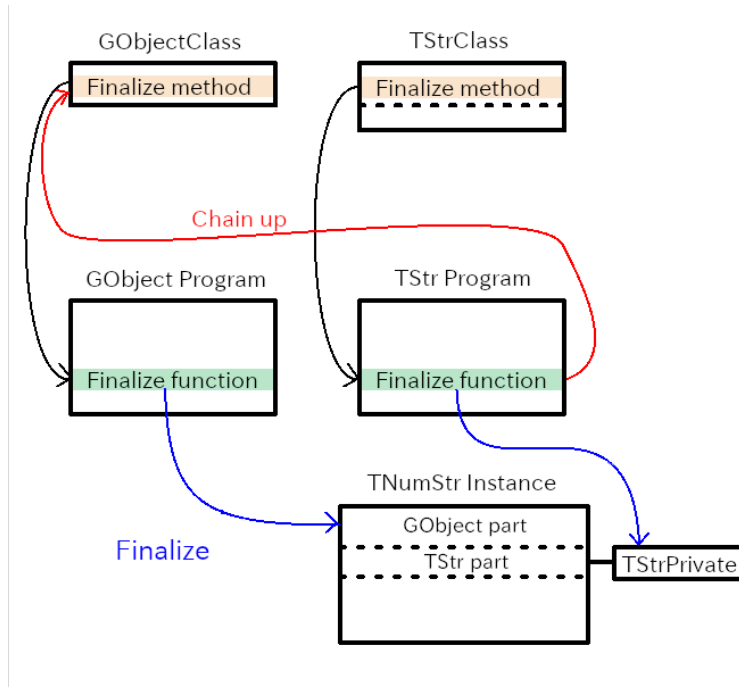 GObjectClass
TStrClass
Finalize method
Finalize method
Chain up
GObject Program
TStr Program
Finalize function
Finalize function
TNumStr Instance
GObject part
Finalize
TStr part
TStrPrivate